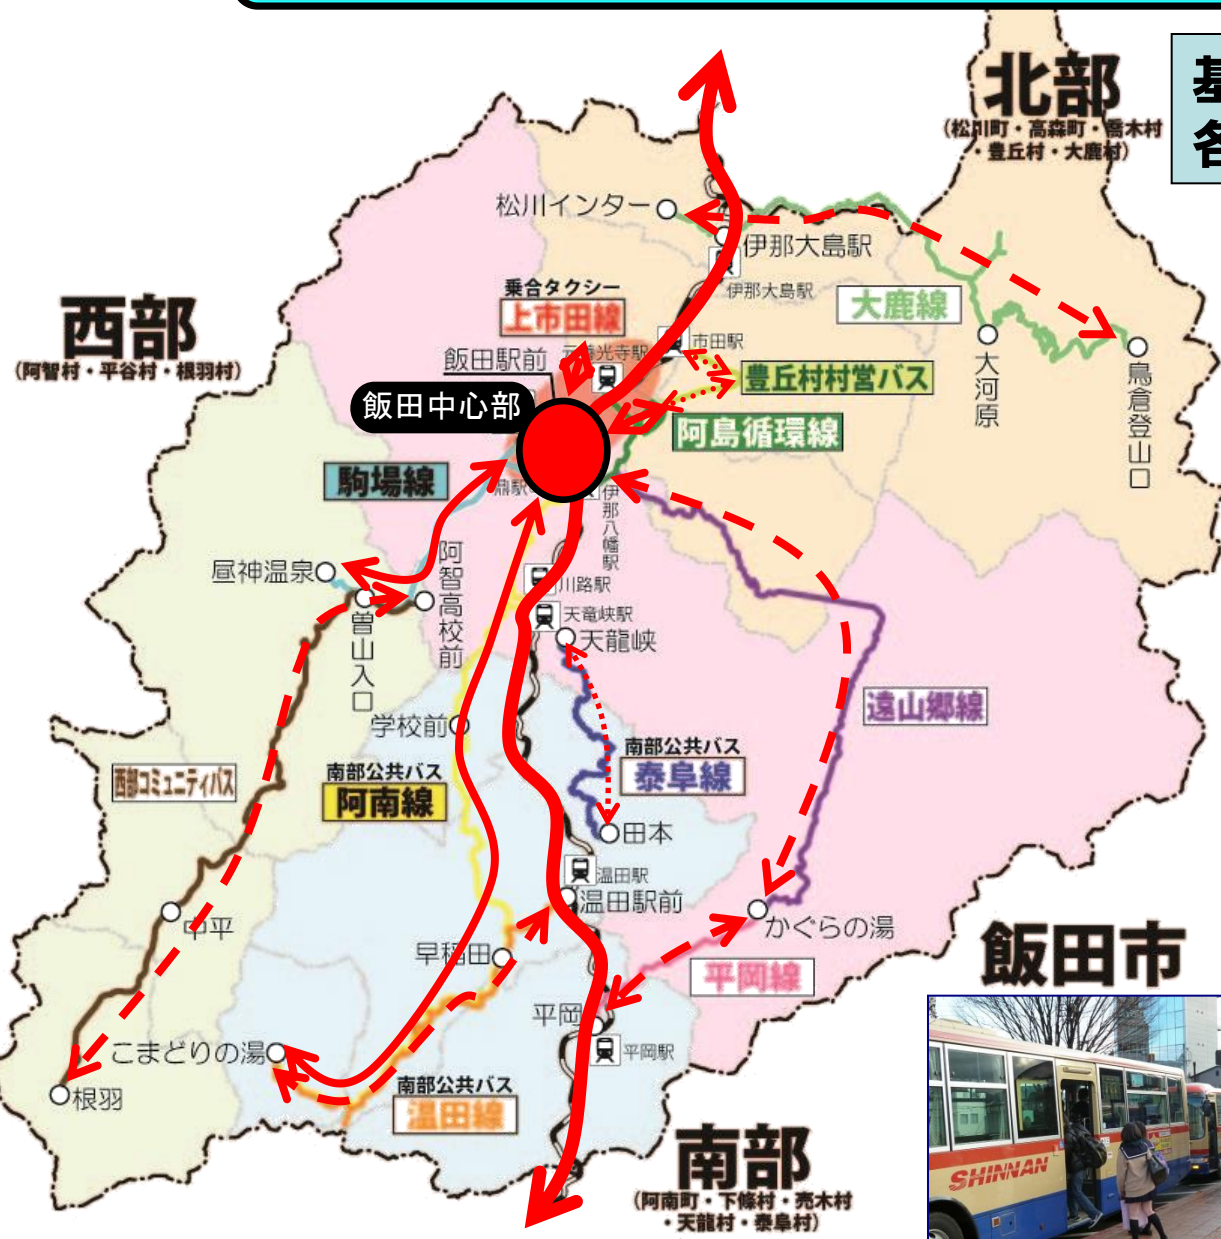 北部
(松川町・高森町・喬木村
・豊丘村・大鹿村)
基
各
松川インター
伊那大島駅
伊那大島駅
大鹿線
乗合タクシー
上市田線
西部
(阿智村・平谷村・根羽村)
飯田駅前
元善光寺駅
市田駅
豊丘村村営バス
大河原
鳥倉登山口
飯田中心部
阿島循環線
駒場線
鼎駅
伊那八幡駅
昼神温泉
阿智高校前
曽山入口
川路駅
天竜峡駅
天龍峡
遠山郷線
学校前
南部公共バス
泰阜線
西部コミュニティバス
南部公共バス
阿南線
田本
温田駅
温田駅前
中平
かぐらの湯
早稲田
飯田市
平岡線
平岡
平岡駅
こまどりの湯
根羽
南部公共バス
温田線
南部
(阿南町・下條村・売木村
・天龍村・泰阜村)
SHINNAN